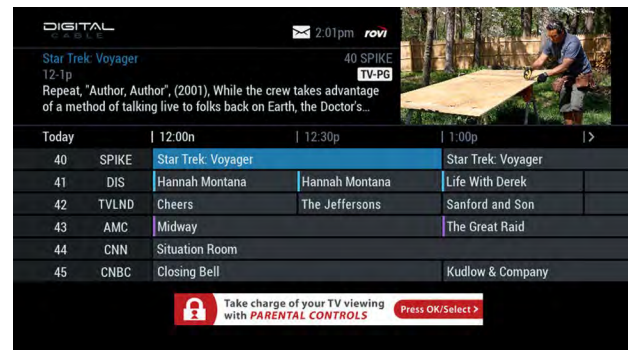 DIGITAL
CABLE
2:01pm rovi
Star Trek: Voyager 40 SPIKE
12-1p TV-PG
Repeat, "Author, Author", (2001), While the crew takes advantage
of a method of talking live to folks back on Earth, the Doctor's...
Today 12:00n 12:30p 1:00p >
40 SPIKE Star Trek: Voyager Star Trek: Voyager
41 DIS Hannah Montana Hannah Montana Life With Derek
42 TVLND Cheers The Jeffersons Sanford and Son
43 AMC Midway The Great Raid
44 CNN Situation Room
45 CNBC Closing Bell Kudlow & Company
Take charge of your TV viewing
with PARENTAL CONTROLS
Press OK/Select >